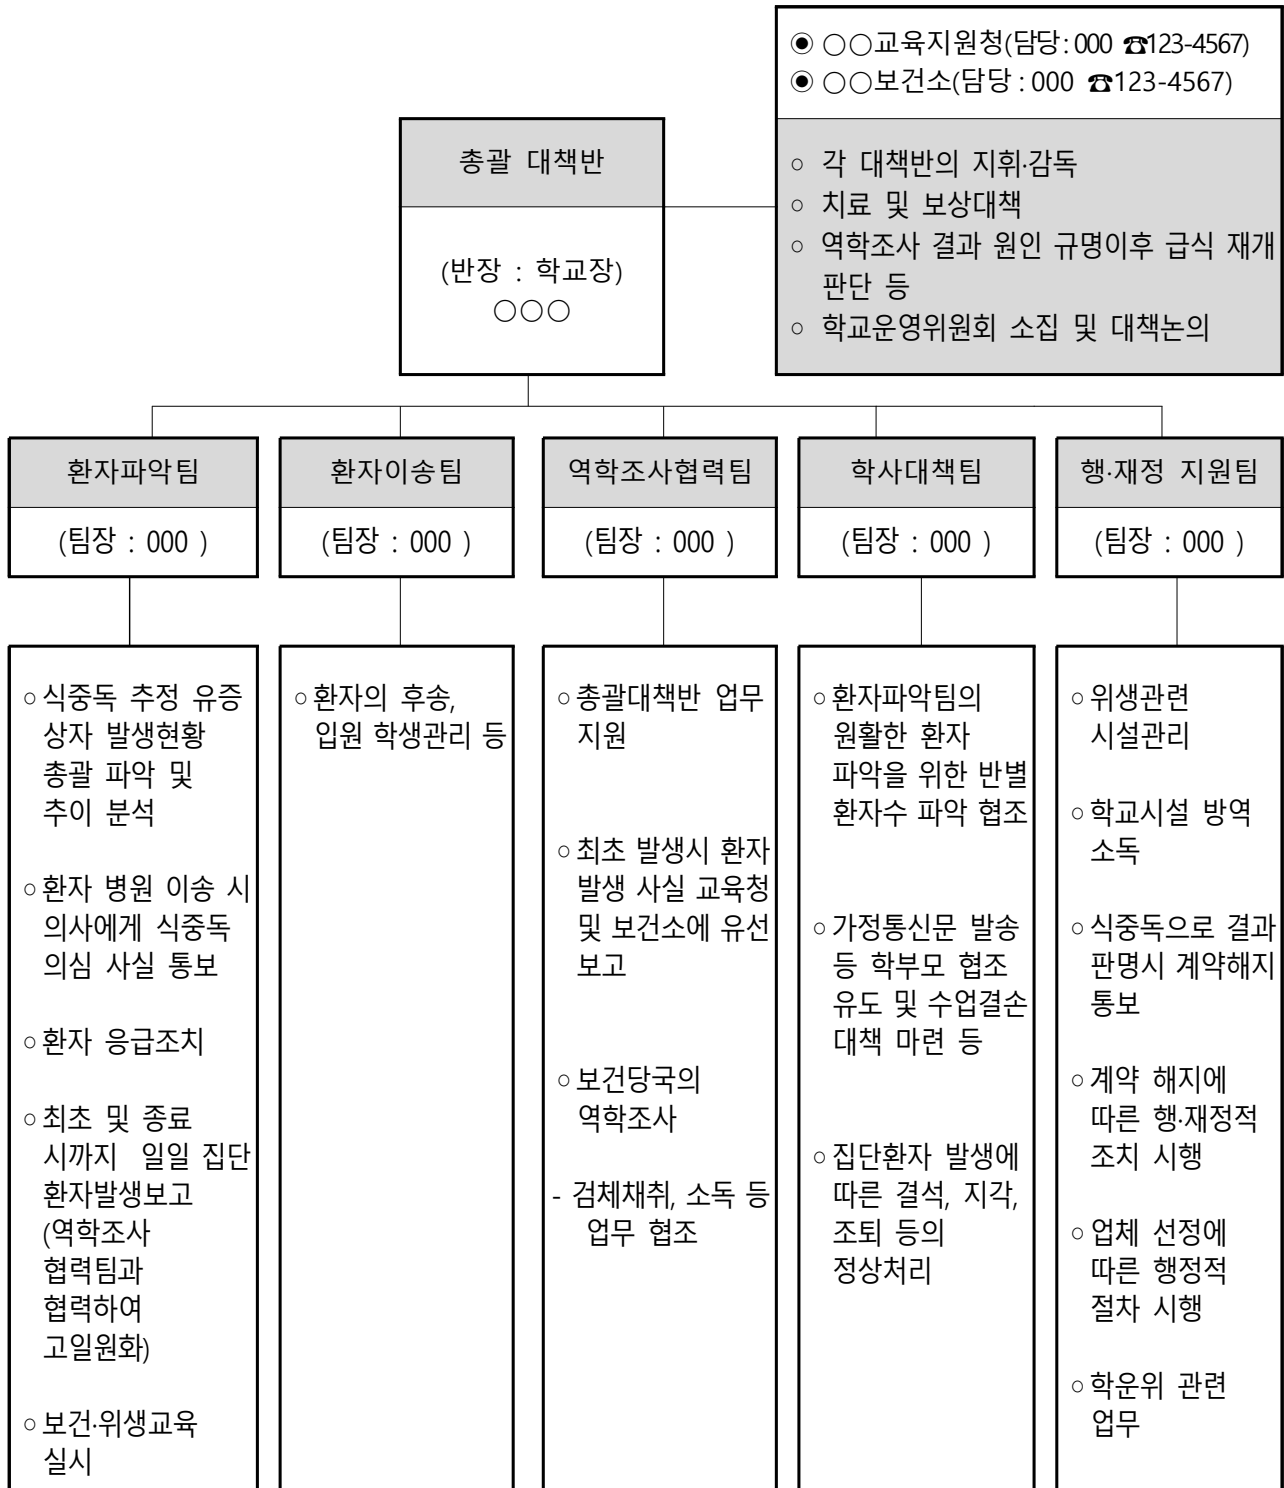 ◉ ○○교육지원청(담당:000 ☎123-4567)
◉ ○○보건소(담당 : 000 ☎123-4567)
총괄 대책반
(반장 : 학교장)
○○○
○ 각 대책반의 지휘·감독
○ 치료 및 보상대책
○ 역학조사 결과 원인 규명이후 급식 재개
판단 등
○ 학교운영위원회 소집 및 대책논의
환자파악팀
(팀장 : 000 )
○ 식중독 추정 유증
상자 발생현황
총괄 파악 및
추이 분석
○ 환자 병원 이송 시
의사에게 식중독
의심 사실 통보
○ 환자 응급조치
○ 최초 및 종료
시까지 일일 집단
환자발생보고
(역학조사
협력팀과
협력하여
고일원화)
○ 보건·위생교육
실시
환자이송팀
(팀장 : 000 )
○ 환자의 후송,
입원 학생관리 등
역학조사협력팀
(팀장 : 000 )
○ 총괄대책반 업무
지원
○ 최초 발생시 환자
발생 사실 교육청
및 보건소에 유선
보고
○ 보건당국의
역학조사
- 검체채취, 소독 등
업무 협조
학사대책팀
(팀장 : 000 )
○ 환자파악팀의
원활한 환자
파악을 위한 반별
환자수 파악 협조
○ 가정통신문 발송
등 학부모 협조
유도 및 수업결손
대책 마련 등
○ 집단환자 발생에
따른 결석, 지각,
조퇴 등의
정상처리
행·재정 지원팀
(팀장 : 000 )
○ 위생관련
시설관리
○ 학교시설 방역
소독
○ 식중독으로 결과
판명시 계약해지
통보
○ 계약 해지에
따른 행·재정적
조치 시행
○ 업체 선정에
따른 행정적
절차 시행
○ 학운위 관련
업무